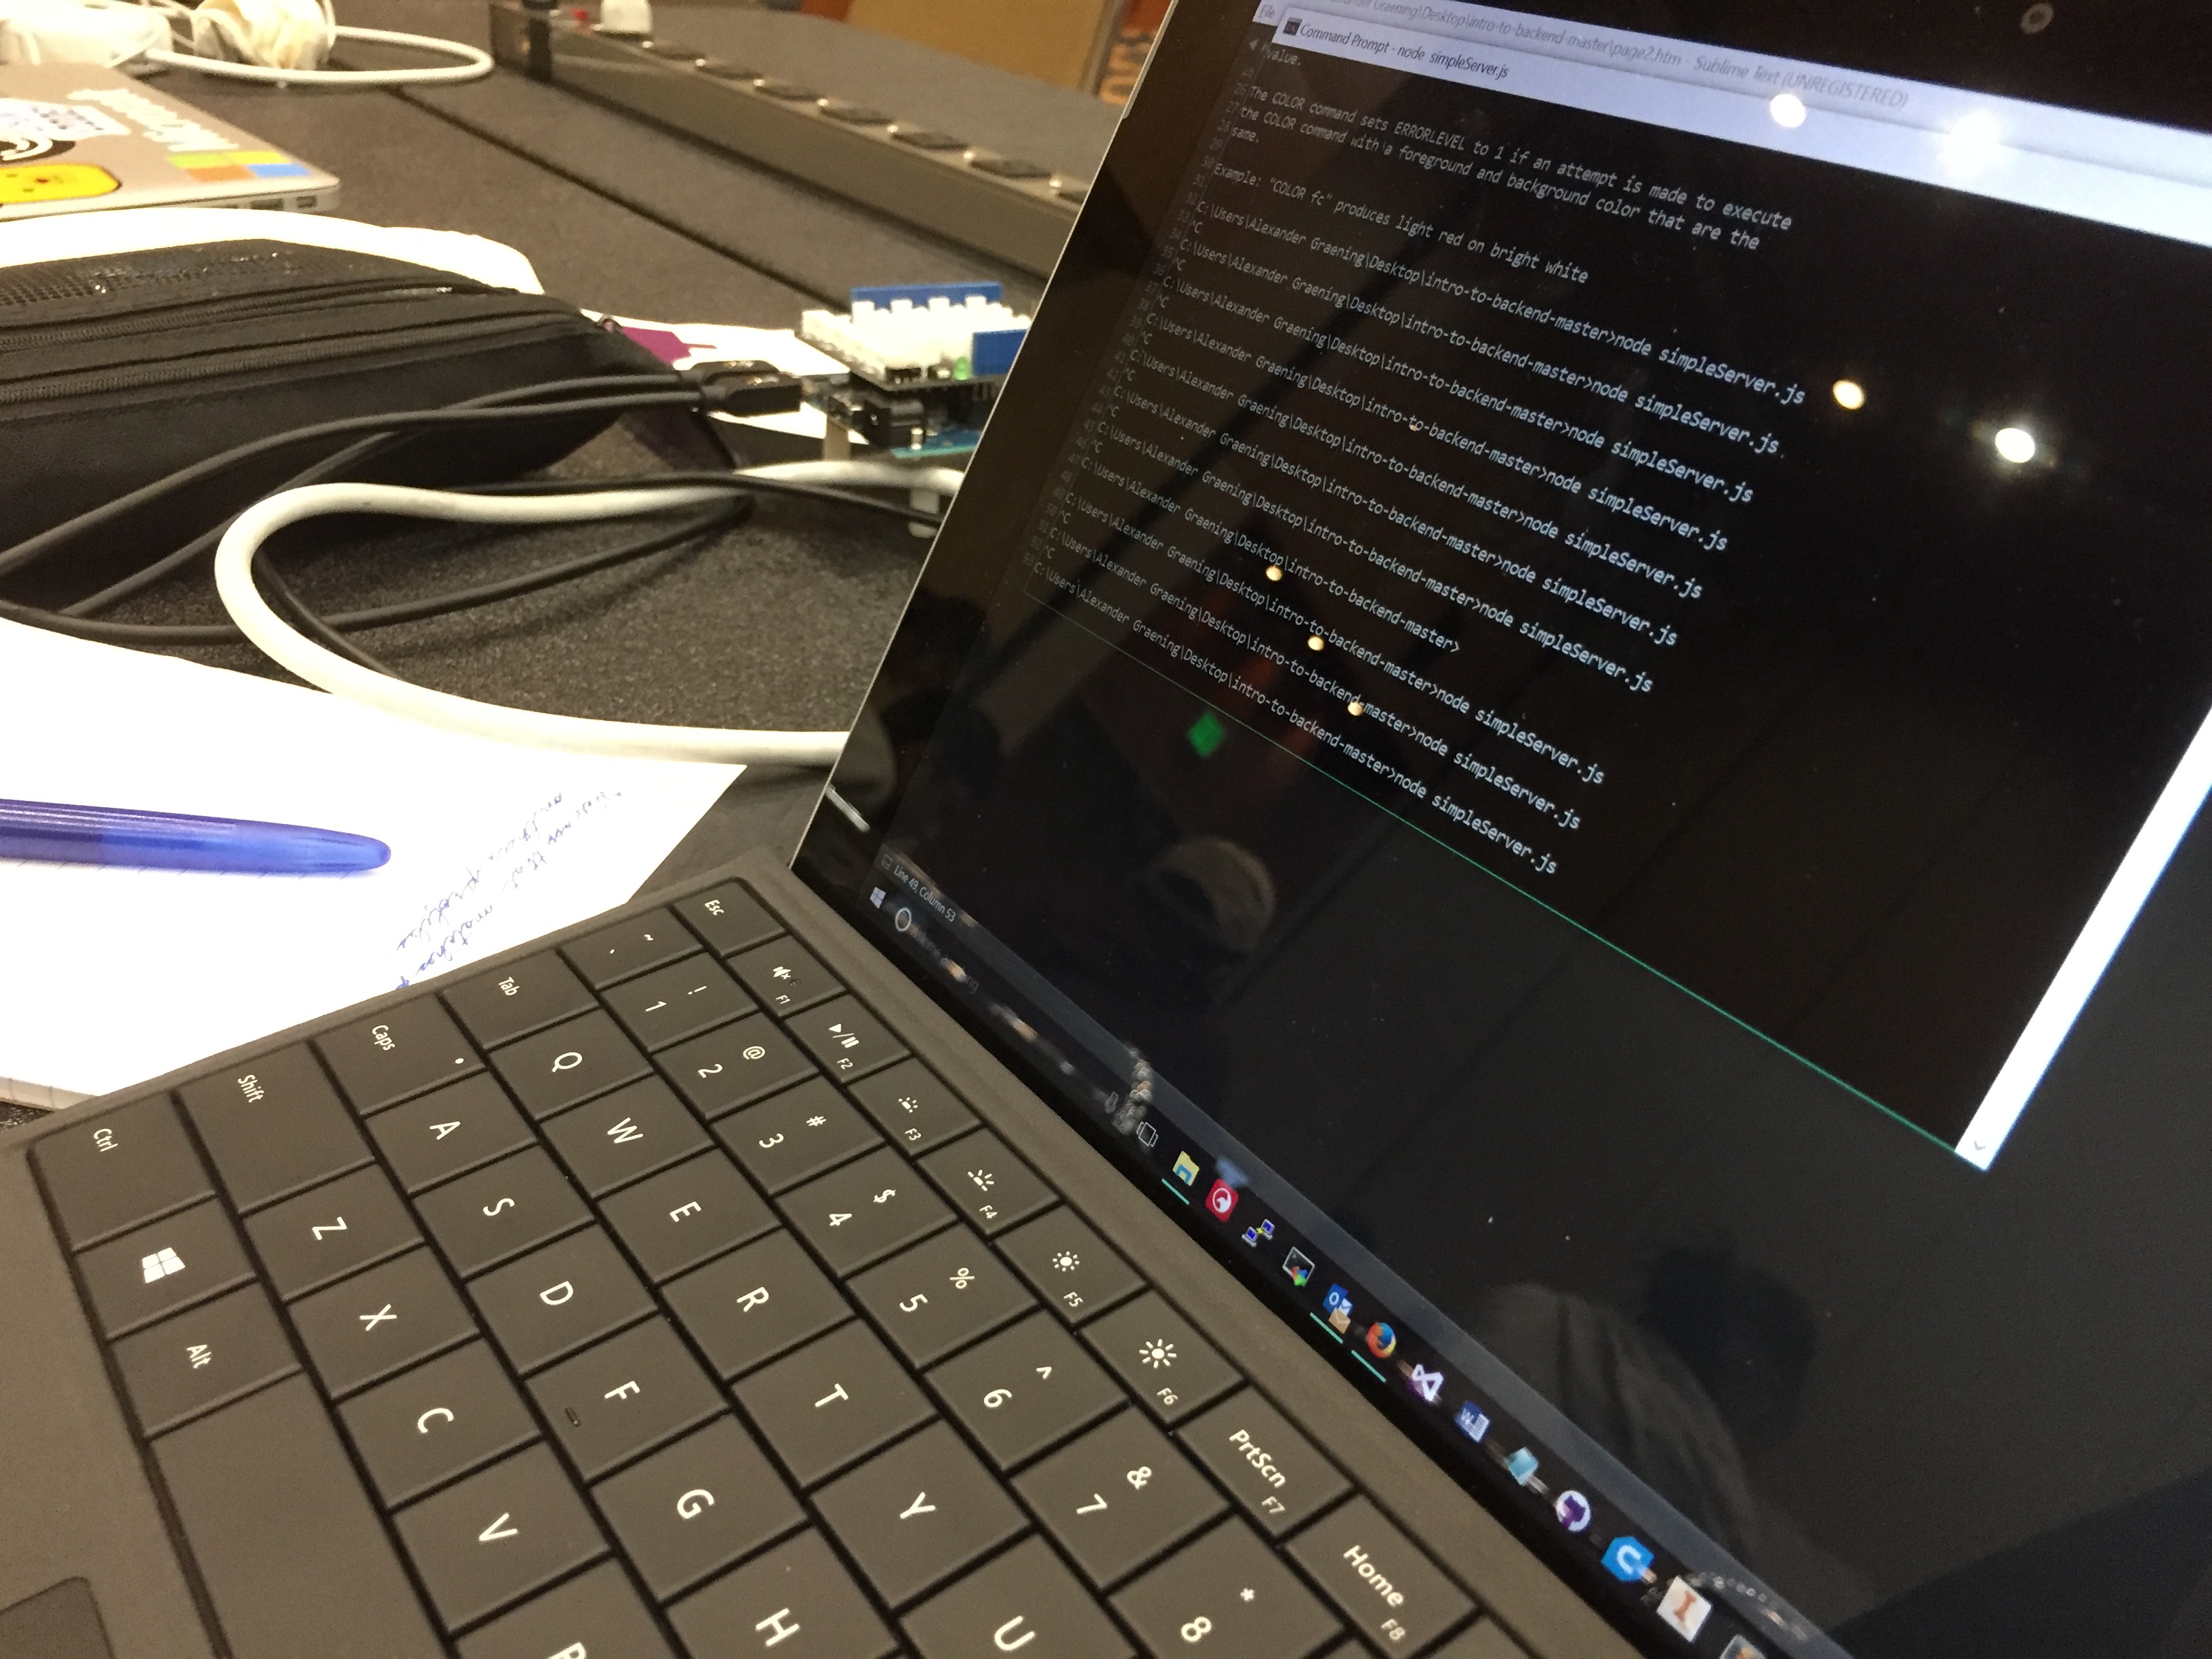 Graening\Desktop\intro-to-backend-master\page2.htm - Sublime Text (UNREGISTERED)
File
Command Prompt - node simpleServer.js
value.
The COLOR command sets ERRORLEVEL to 1 if an attempt is made to execute
the COLOR command with a foreground and background color that are the
same.
Example: "COLOR fc" produces light red on bright white
C:\Users\Alexander Graening\Desktop\intro-to-backend-master>node simpleServer.js
^C
C:\Users\Alexander Graening\Desktop\intro-to-backend-master>node simpleServer.js
^C
C:\Users\Alexander Graening\Desktop\intro-to-backend-master>node simpleServer.js
^C
C:\Users\Alexander Graening\Desktop\intro-to-backend-master>node simpleServer.js
^C
C:\Users\Alexander Graening\Desktop\intro-to-backend-master>node simpleServer.js
^C
C:\Users\Alexander Graening\Desktop\intro-to-backend-master>node simpleServer.js
^C
C:\Users\Alexander Graening\Desktop\intro-to-backend-master>node simpleServer.js
^C
C:\Users\Alexander Graening\Desktop\intro-to-backend-master>
C:\Users\Alexander Graening\Desktop\intro-to-backend-master>node simpleServer.js
^C
C:\Users\Alexander Graening\Desktop\intro-to-backend-master>node simpleServer.js
^C
C:\Users\Alexander Graening\Desktop\intro-to-backend-master>node simpleServer.js
Line 49, Column 53
Microsoft
Esc F1 F2 F3 F4 F5 F6 PrtScn F7 Home F8
~ ` ! 1 @ 2 # 3 $ 4 % 5 ^ 6 & 7 * 8
Tab Q W E R T Y U
Caps A S D F G H
Shift Z X C V B
Ctrl Alt